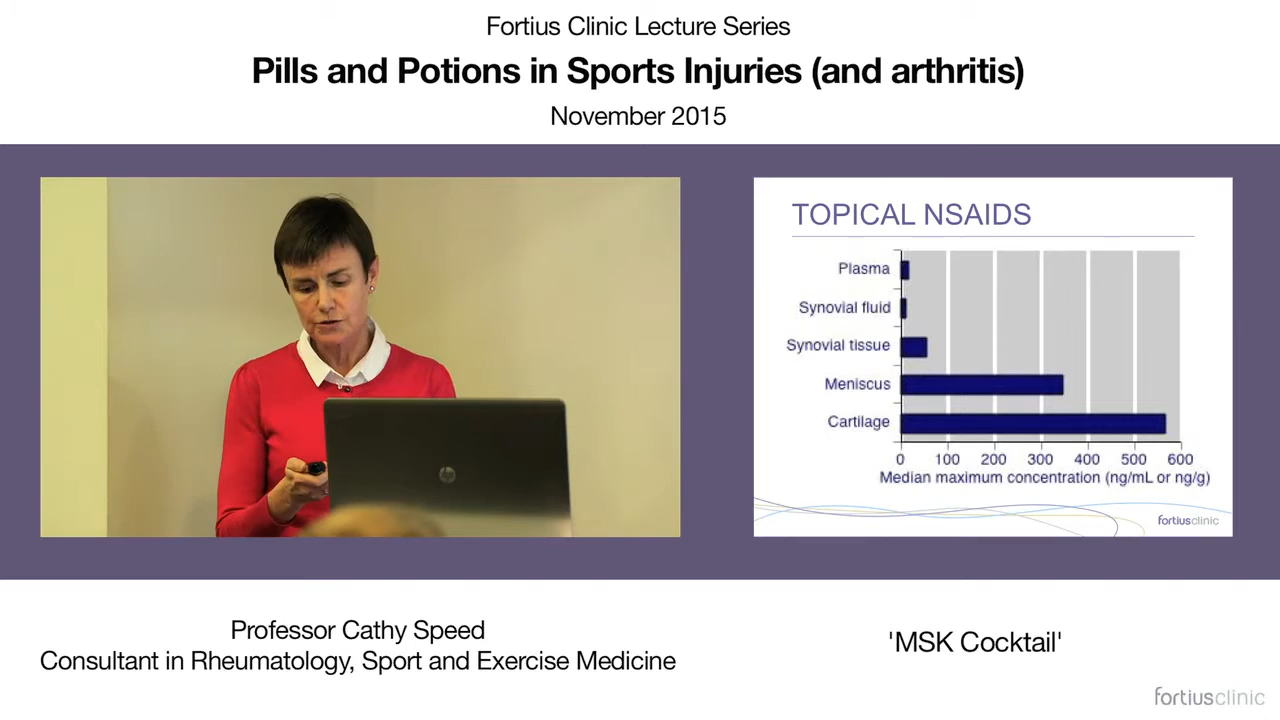 Fortius Clinic Lecture Series
Pills and Potions in Sports Injuries (and arthritis)
November 2015
TOPICAL NSAIDS
Plasma
Synovial fluid
Synovial tissue
Meniscus
Cartilage
0 100 200 300 400 500 600
Median maximum concentration (ng/mL or ng/g)
fortiusclinic
hp
Professor Cathy Speed
Consultant in Rheumatology, Sport and Exercise Medicine
'MSK Cocktail'
fortiusclinic